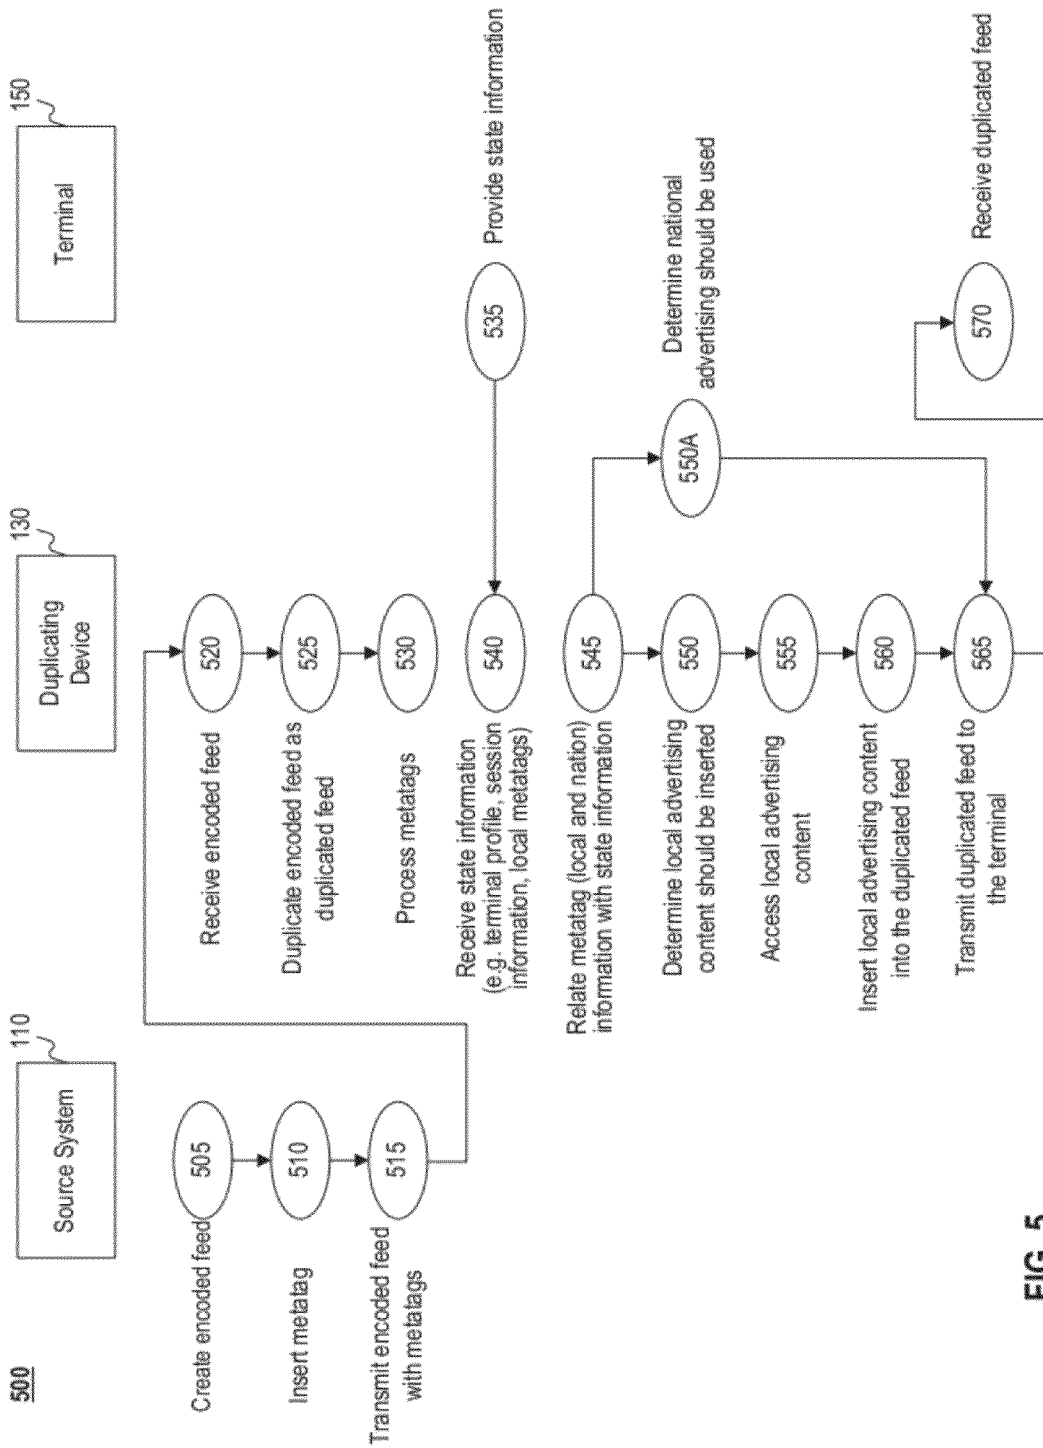 500
Source System
110
Duplicating
Device
130
Terminal
150
Create encoded feed
505
Insert metatag
510
Transmit encoded feed
with metatags
515
Receive encoded feed
520
Duplicate encoded feed as
duplicated feed
525
Process metatags
530
Receive state information
(e.g. terminal profile, session
information, local metatags)
540
535
Provide state information
Relate metatag (local and nation)
information with state information
545
Determine local advertising
content should be inserted
550
550A
Determine national
advertising should be used
Access local advertising
content
555
Insert local advertising content
into the duplicated feed
560
Transmit duplicated feed to
the terminal
565
570
Receive duplicated feed
FIG. 5